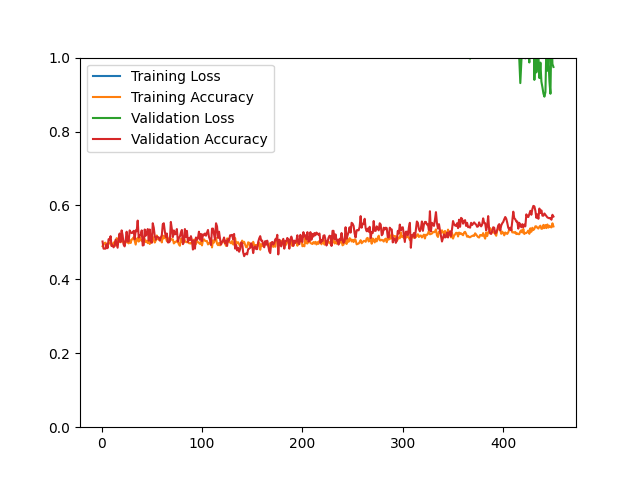 1.0
0.8
0.6
0.4
0.2
0.0
0 100 200 300 400
Training Loss
Training Accuracy
Validation Loss
Validation Accuracy